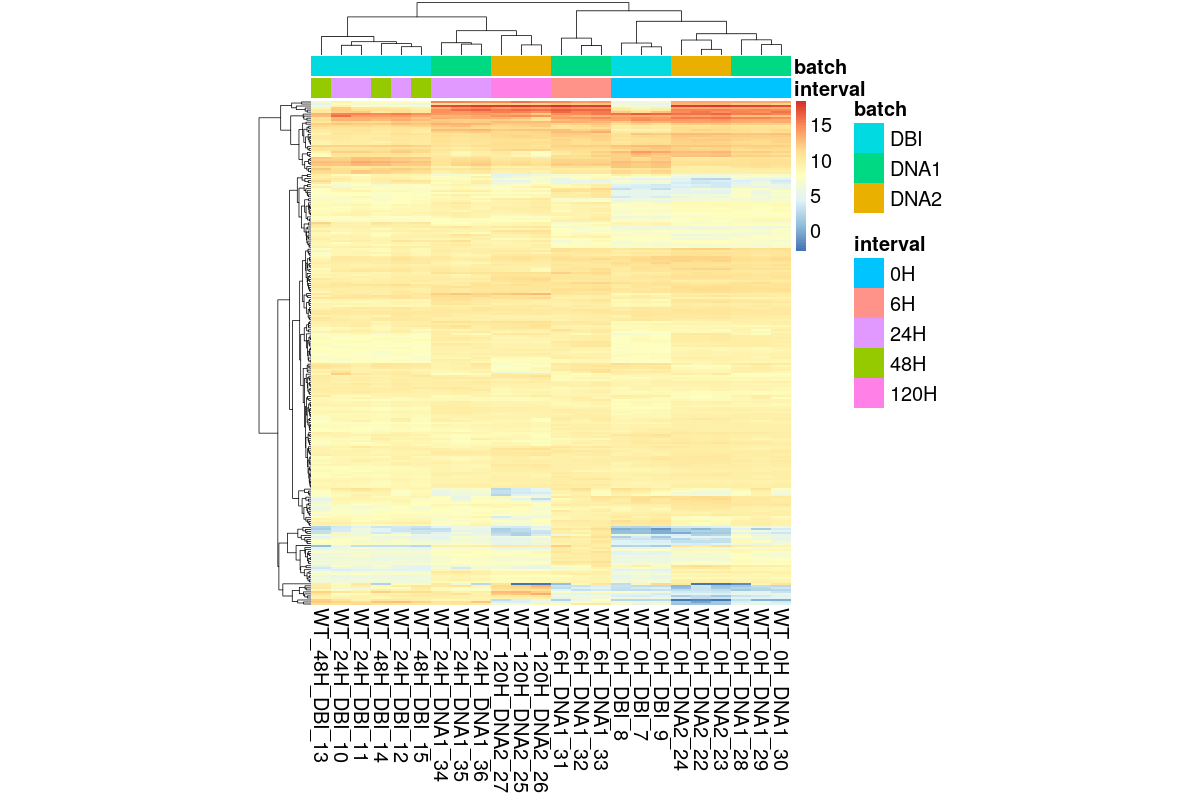 batch
interval
15
10
5
0
batch
DBI
DNA1
DNA2
interval
0H
6H
24H
48H
120H
WT_48H_DBI_13
WT_24H_DBI_10
WT_24H_DBI_11
WT_48H_DBI_14
WT_24H_DBI_12
WT_48H_DBI_15
WT_24H_DNA1_34
WT_24H_DNA1_35
WT_24H_DNA1_36
WT_120H_DNA2_27
WT_120H_DNA2_25
WT_120H_DNA2_26
WT_6H_DNA1_31
WT_6H_DNA1_32
WT_6H_DNA1_33
WT_0H_DBI_8
WT_0H_DBI_7
WT_0H_DBI_9
WT_0H_DNA2_24
WT_0H_DNA2_22
WT_0H_DNA2_23
WT_0H_DNA1_28
WT_0H_DNA1_29
WT_0H_DNA1_30